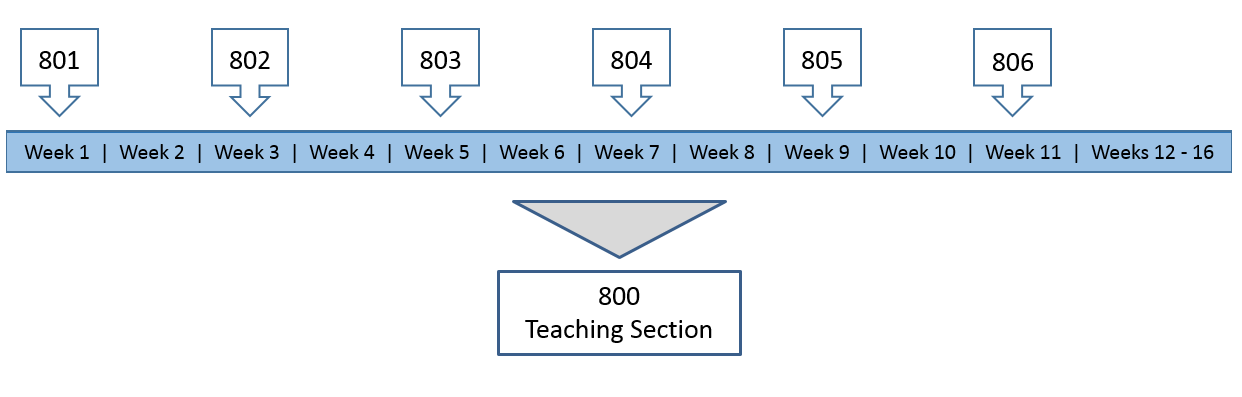 801 802 803 804 805 806
Week 1 | Week 2 | Week 3 | Week 4 | Week 5 | Week 6 | Week 7 | Week 8 | Week 9 | Week 10 | Week 11 | Weeks 12 - 16
800
Teaching Section